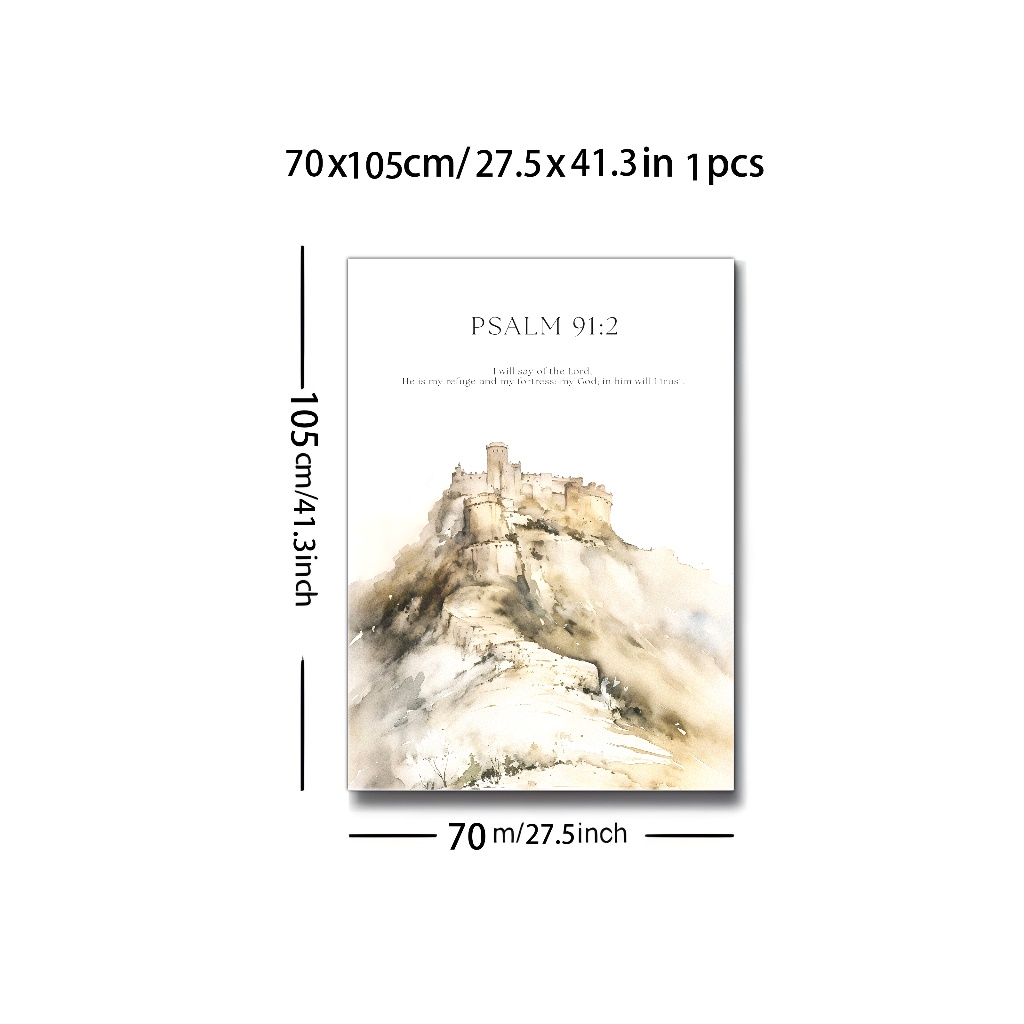 70x105cm/27.5x41.3in 1pcs
PSALM 91:2
I will say of the Lord,
He is my refuge and my fortress: my God; in him will I trust.
105cm/41.3inch
70 m/27.5inch